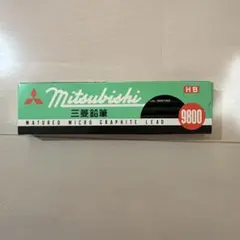 HB
mitsubishi
三菱鉛筆
9800
MATURED MICRO GRAPHITE LEAD